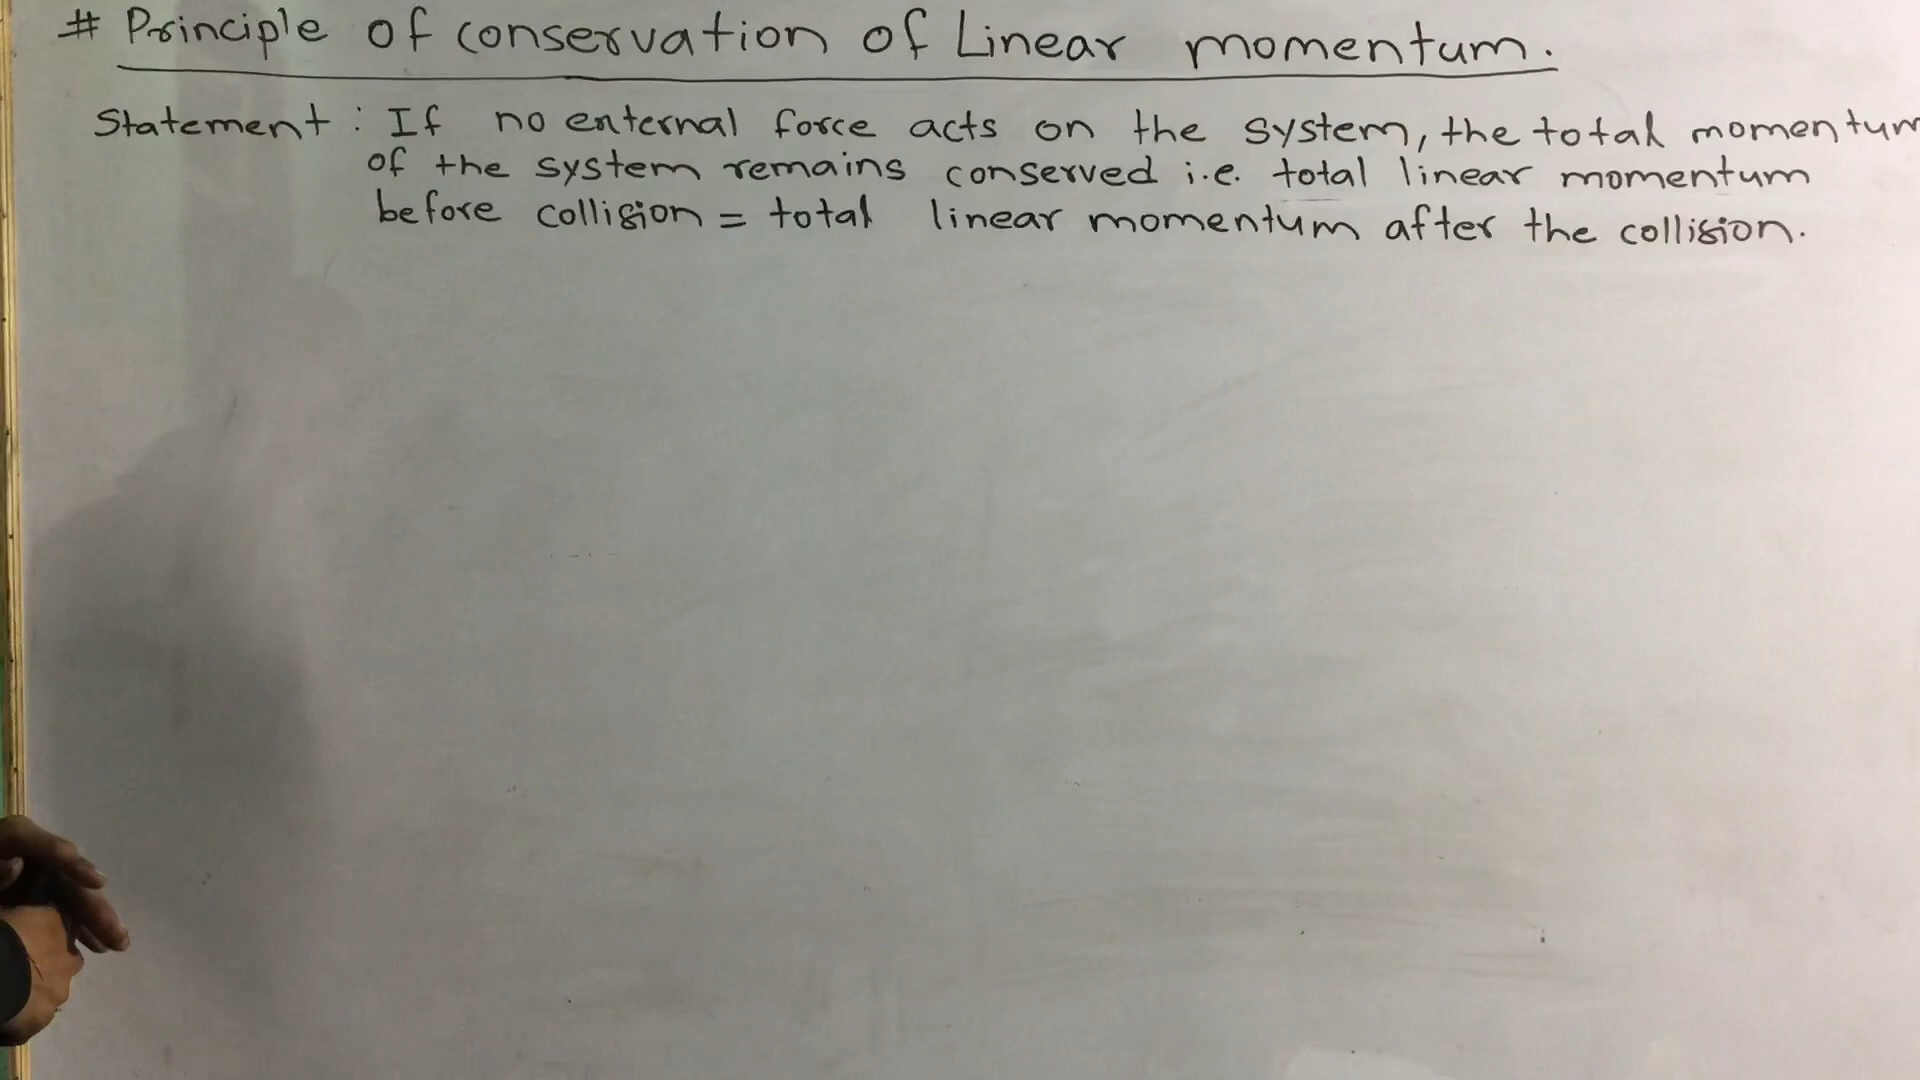 # Principle of conservation of Linear momentum.
Statement : If no external force acts on the system, the total momentum
of the system remains conserved i.e. total linear momentum
before collision = total linear momentum after the collision.